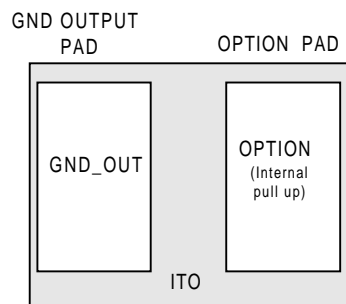 GND OUTPUT
PAD
OPTION PAD
GND_OUT
OPTION
(Internal
pull up)
ITO